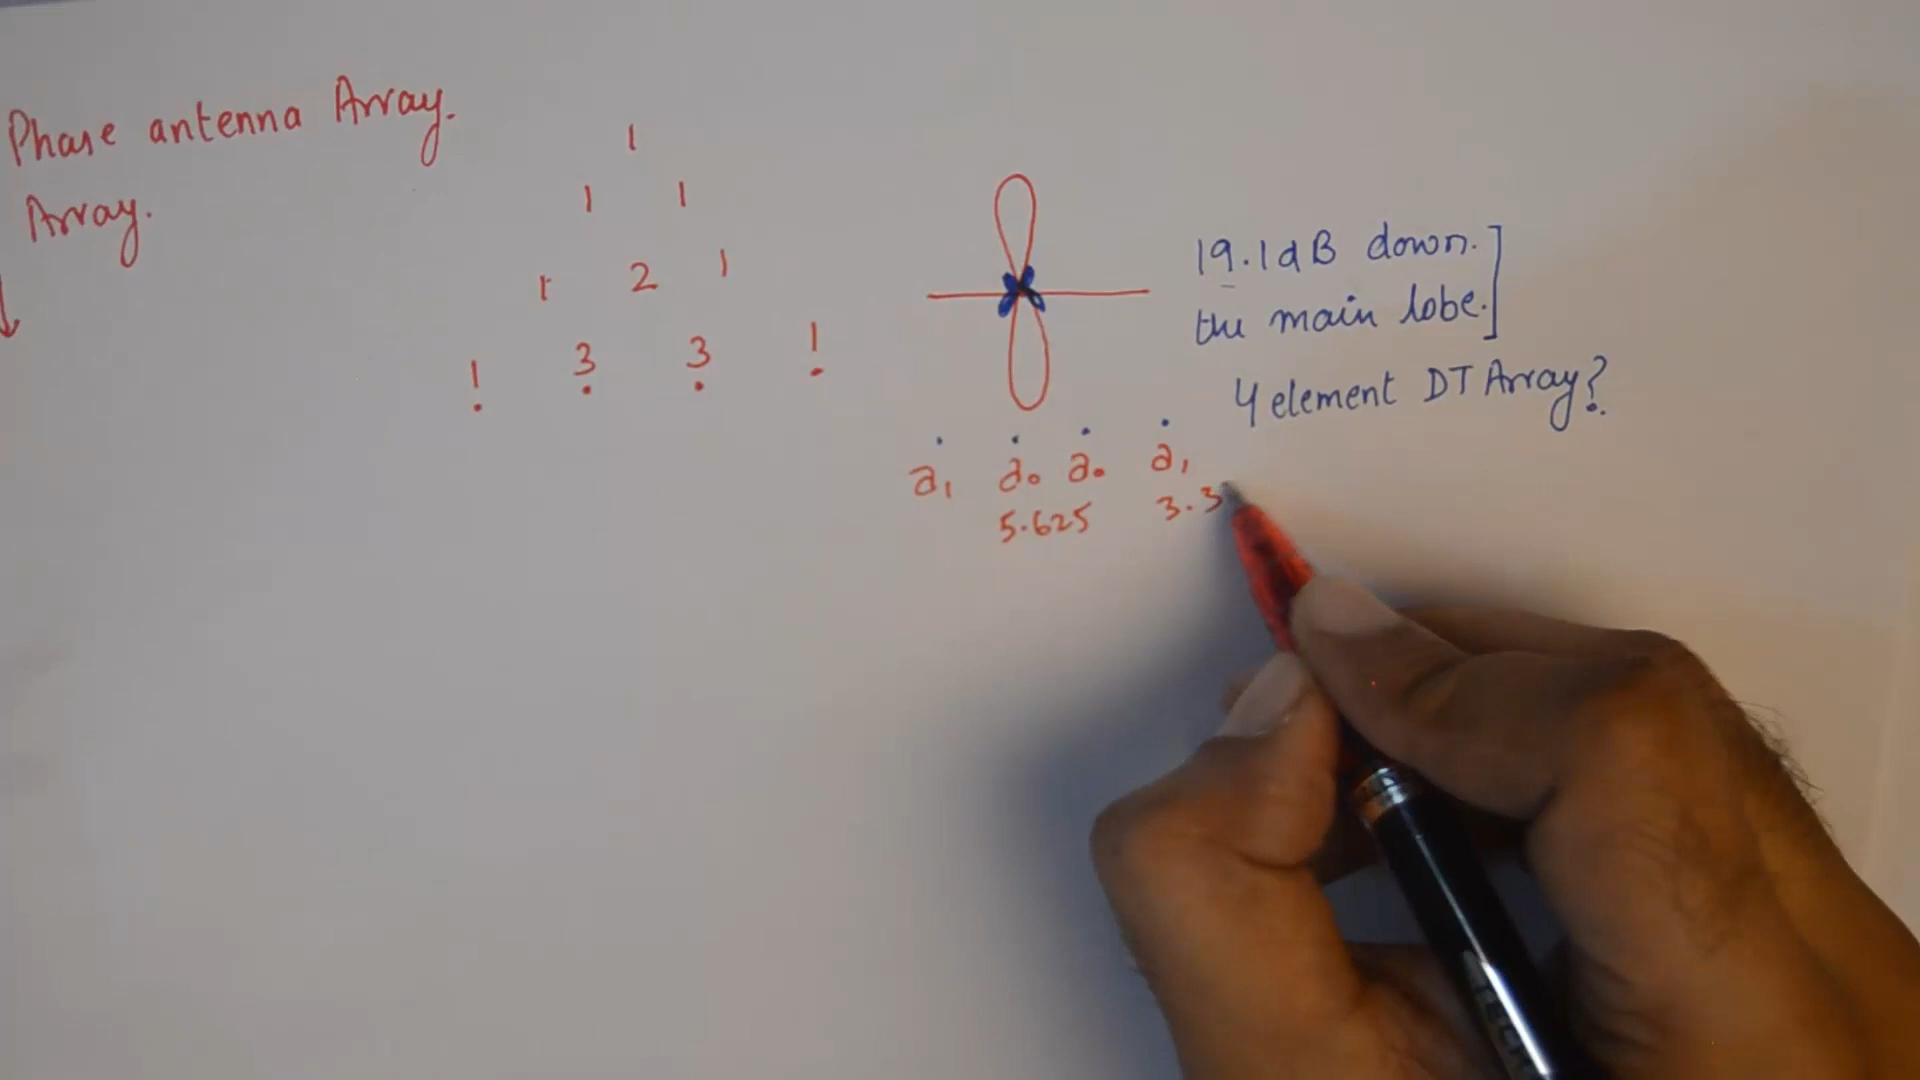 Phase antenna Array.
Array.
1
1 1
1 2 1
1 3 3 1
19.1dB down.
the main lobe.]
4 element DT Array?
a₁ a₀ a₀ a₁
5.625 3.3